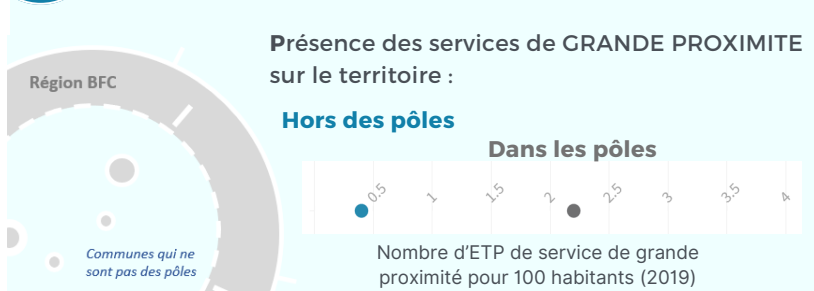 Présence des services de GRANDE PROXIMITE
sur le territoire :
Région BFC
Hors des pôles
Dans les pôles
0.5 1 1.5 2 2.5 3 3.5 4
Communes qui ne
sont pas des pôles
Nombre d’ETP de service de grande
proximité pour 100 habitants (2019)